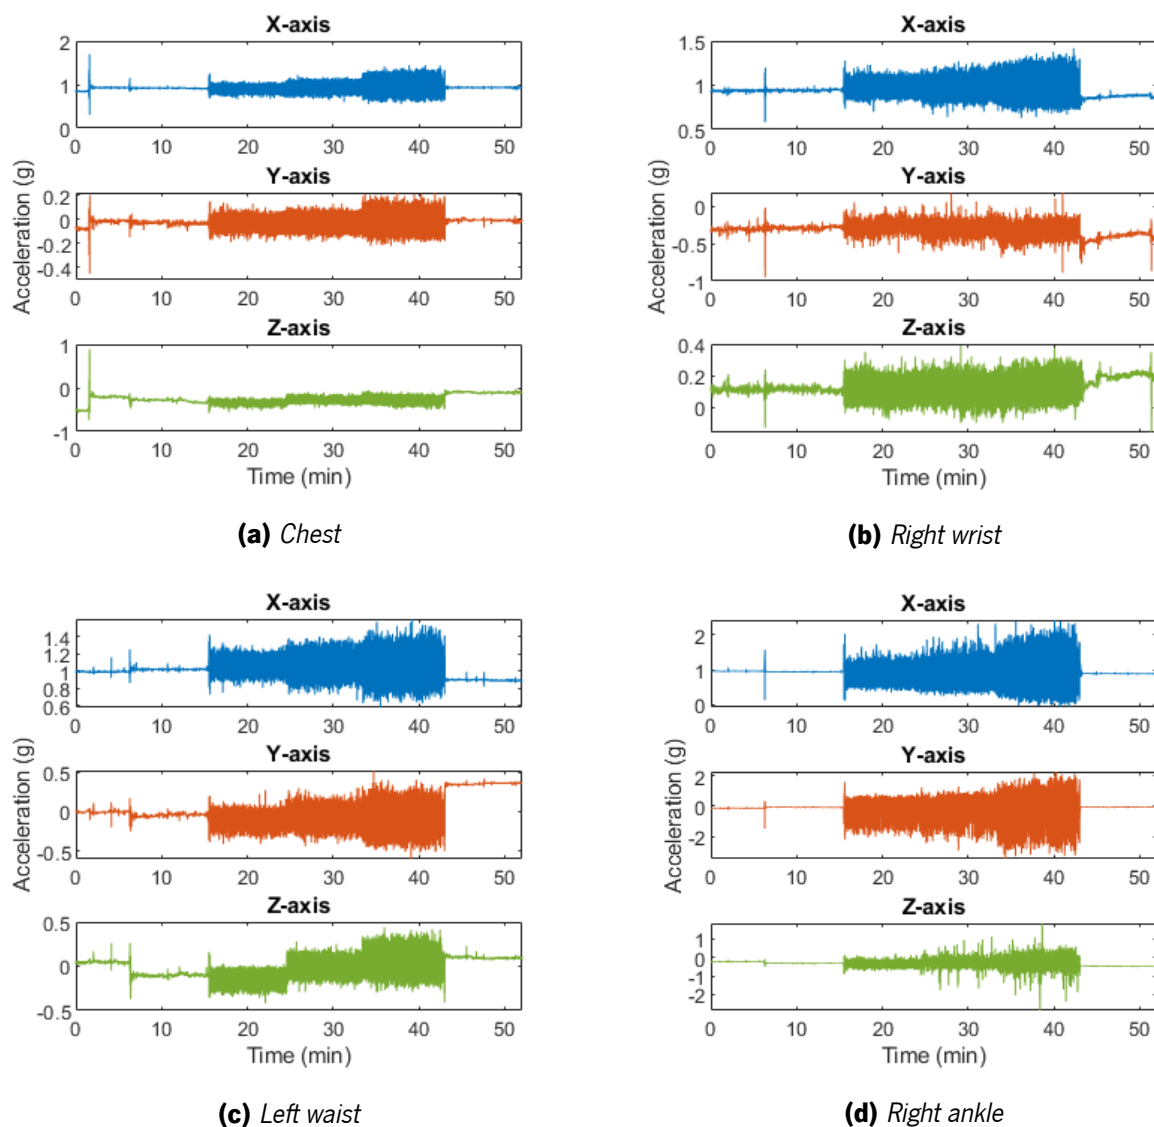 X-axis
2
1
0
0 10 20 30 40 50
Y-axis
0.2
0
-0.2
-0.4
0 10 20 30 40 50
Acceleration (g)
Z-axis
1
0
-1
0 10 20 30 40 50
Time (min)
(a) Chest
X-axis
1.5
1
0.5
0 10 20 30 40 50
Y-axis
0
-0.5
-1
0 10 20 30 40 50
Acceleration (g)
Z-axis
0.4
0.2
0
0 10 20 30 40 50
Time (min)
(b) Right wrist
X-axis
1.4
1.2
1.0
0.8
0.6
0 10 20 30 40 50
Y-axis
0.5
0
-0.5
0 10 20 30 40 50
Acceleration (g)
Z-axis
0.5
0
-0.5
0 10 20 30 40 50
Time (min)
(c) Left waist
X-axis
2
1
0
0 10 20 30 40 50
Y-axis
2
0
-2
0 10 20 30 40 50
Acceleration (g)
Z-axis
1
0
-1
-2
0 10 20 30 40 50
Time (min)
(d) Right ankle